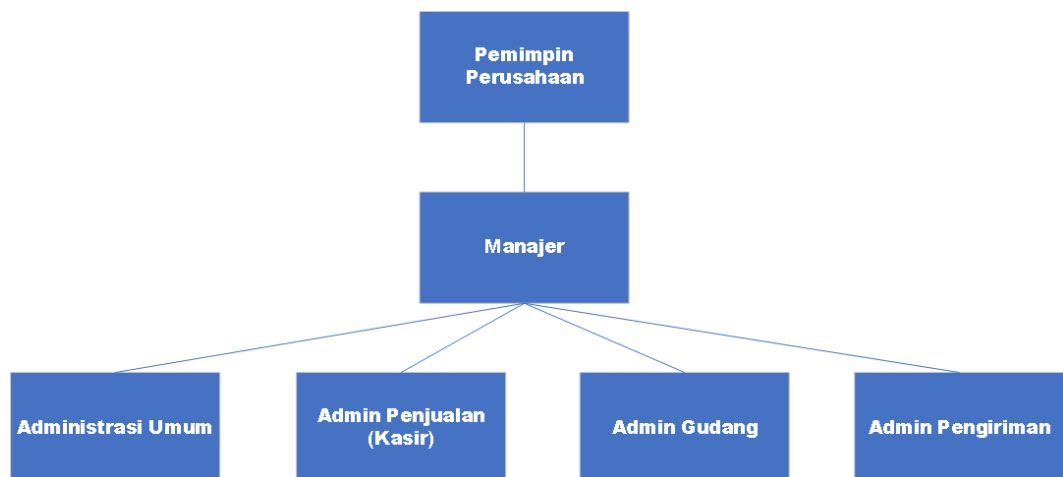 Pemimpin
Perusahaan
Manajer
Administrasi Umum
Admin Penjualan
(Kasir)
Admin Gudang
Admin Pengiriman